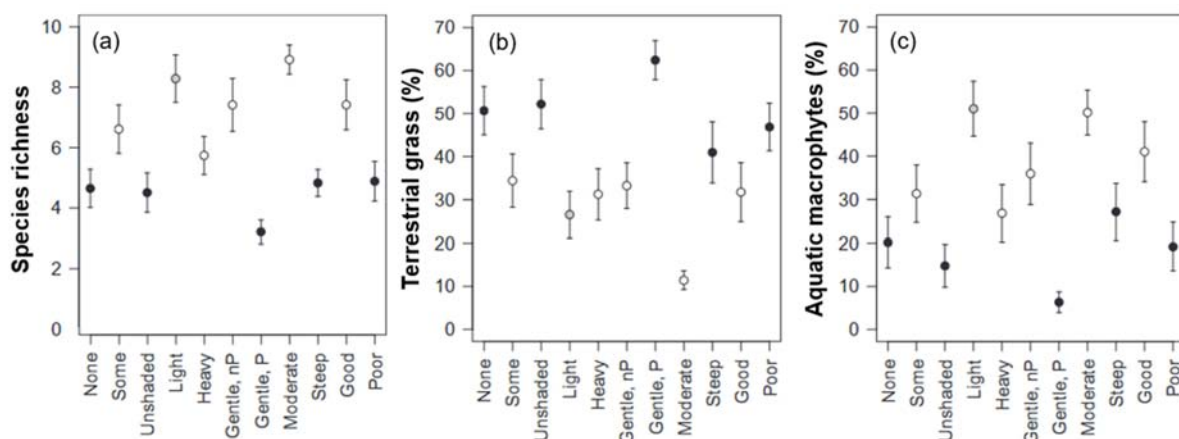 (a)
Species richness
10
8
6
4
2
0
None
Some
Unshaded
Light
Heavy
Gentle, nP
Gentle, P
Moderate
Steep
Good
Poor
(b)
Terrestrial grass (%)
70
60
50
40
30
20
10
0
None
Some
Unshaded
Light
Heavy
Gentle, nP
Gentle, P
Moderate
Steep
Good
Poor
(c)
Aquatic macrophytes (%)
70
60
50
40
30
20
10
0
None
Some
Unshaded
Light
Heavy
Gentle, nP
Gentle, P
Moderate
Steep
Good
Poor